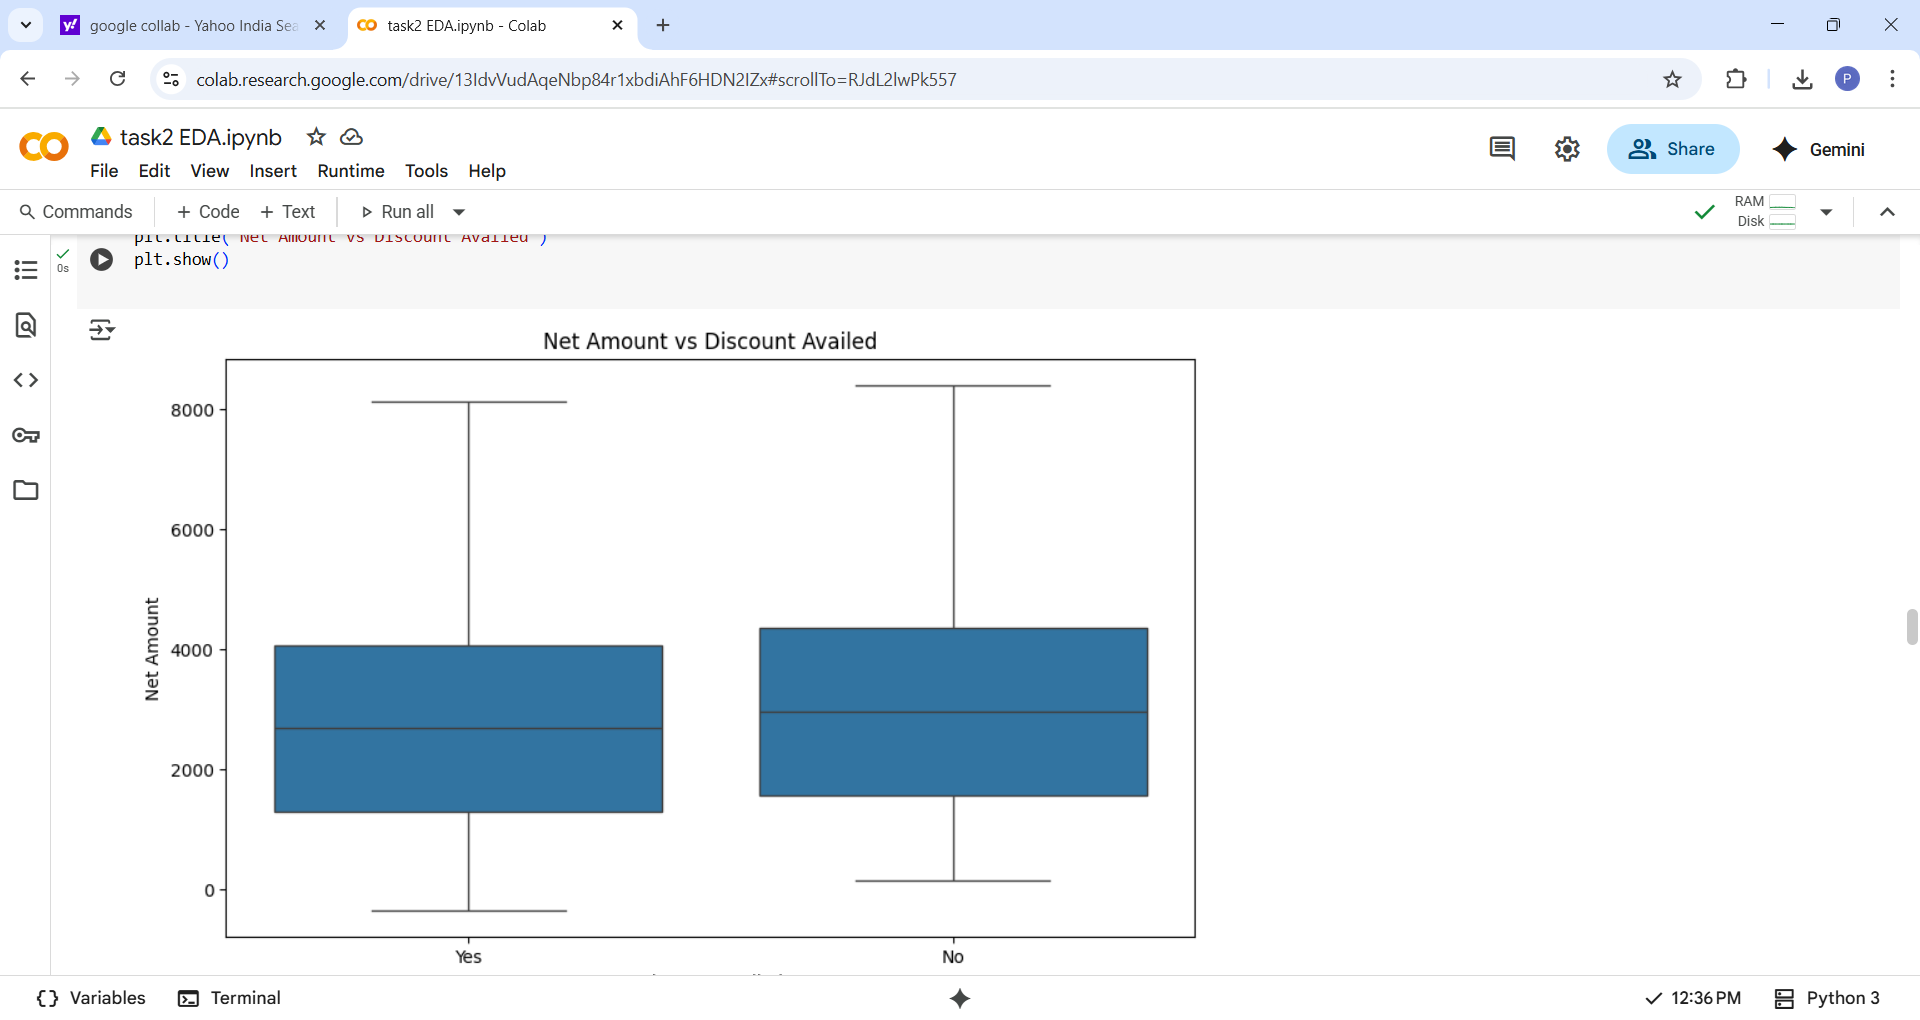 google collab - Yahoo India Sea
task2 EDA.ipynb - Colab
colab.research.google.com/drive/13IdvVudAqeNbp84r1xbdiAhF6HDN2IZx#scrollTo=RJdL2lwPk557
P
task2 EDA.ipynb
File Edit View Insert Runtime Tools Help
Share
Gemini
Commands + Code + Text Run all
RAM
Disk
plt.title('Net Amount vs Discount Availed')
0s
plt.show()
Net Amount vs Discount Availed
8000
6000
4000
2000
0
Net Amount
Yes No
Variables Terminal
12:36 PM Python 3